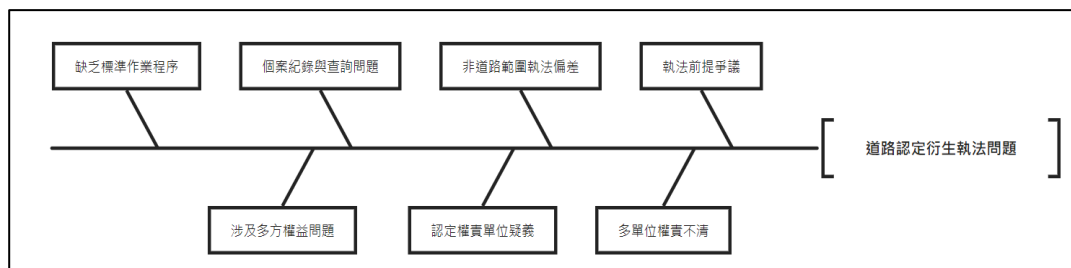 缺乏標準作業程序
個案紀錄與查詢問題
非道路範圍執法偏差
執法前提爭議
道路認定衍生執法問題
涉及多方權益問題
認定權責單位疑義
多單位權責不清